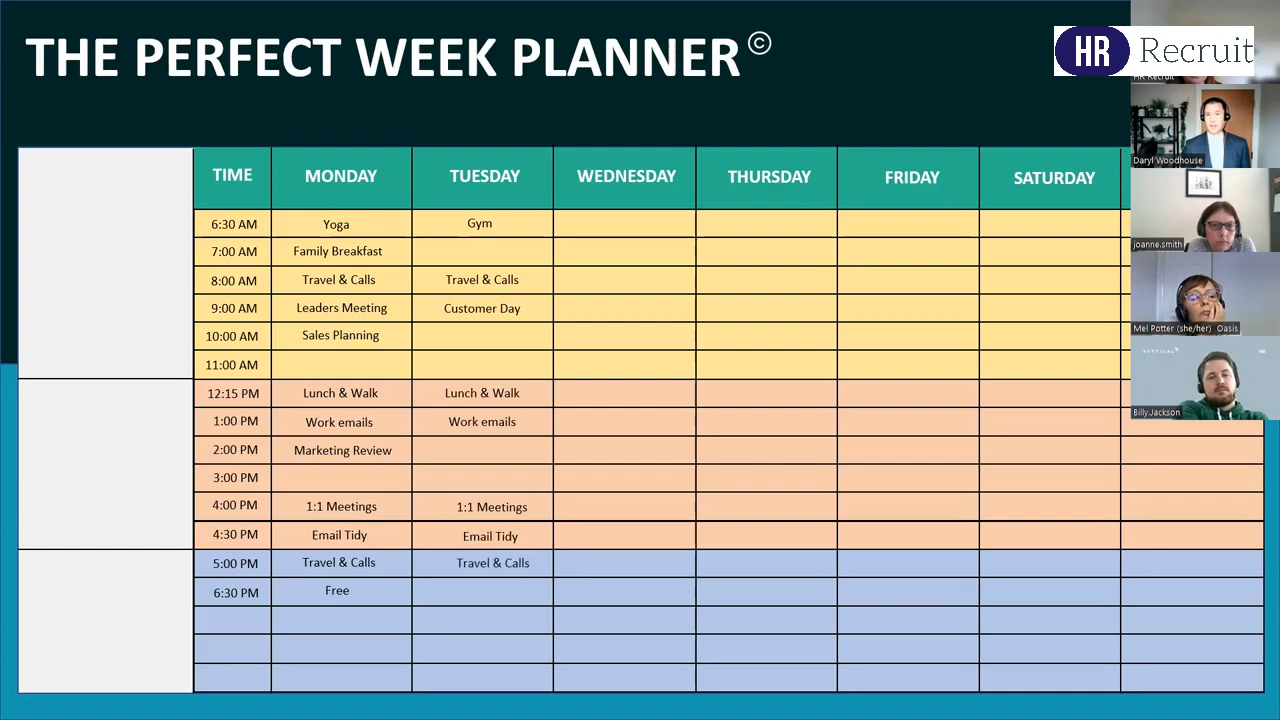 THE PERFECT WEEK PLANNER ©
HR Recruit
HR Recruit
Daryl Woodhouse
joanne.smith
Mel Potter (she/her) Oasis
VERTICAL
Billy.Jackson
TIME MONDAY TUESDAY WEDNESDAY THURSDAY FRIDAY SATURDAY
6:30 AM Yoga Gym
7:00 AM Family Breakfast
8:00 AM Travel & Calls Travel & Calls
9:00 AM Leaders Meeting Customer Day
10:00 AM Sales Planning
11:00 AM
12:15 PM Lunch & Walk Lunch & Walk
1:00 PM Work emails Work emails
2:00 PM Marketing Review
3:00 PM
4:00 PM 1:1 Meetings 1:1 Meetings
4:30 PM Email Tidy Email Tidy
5:00 PM Travel & Calls Travel & Calls
6:30 PM Free